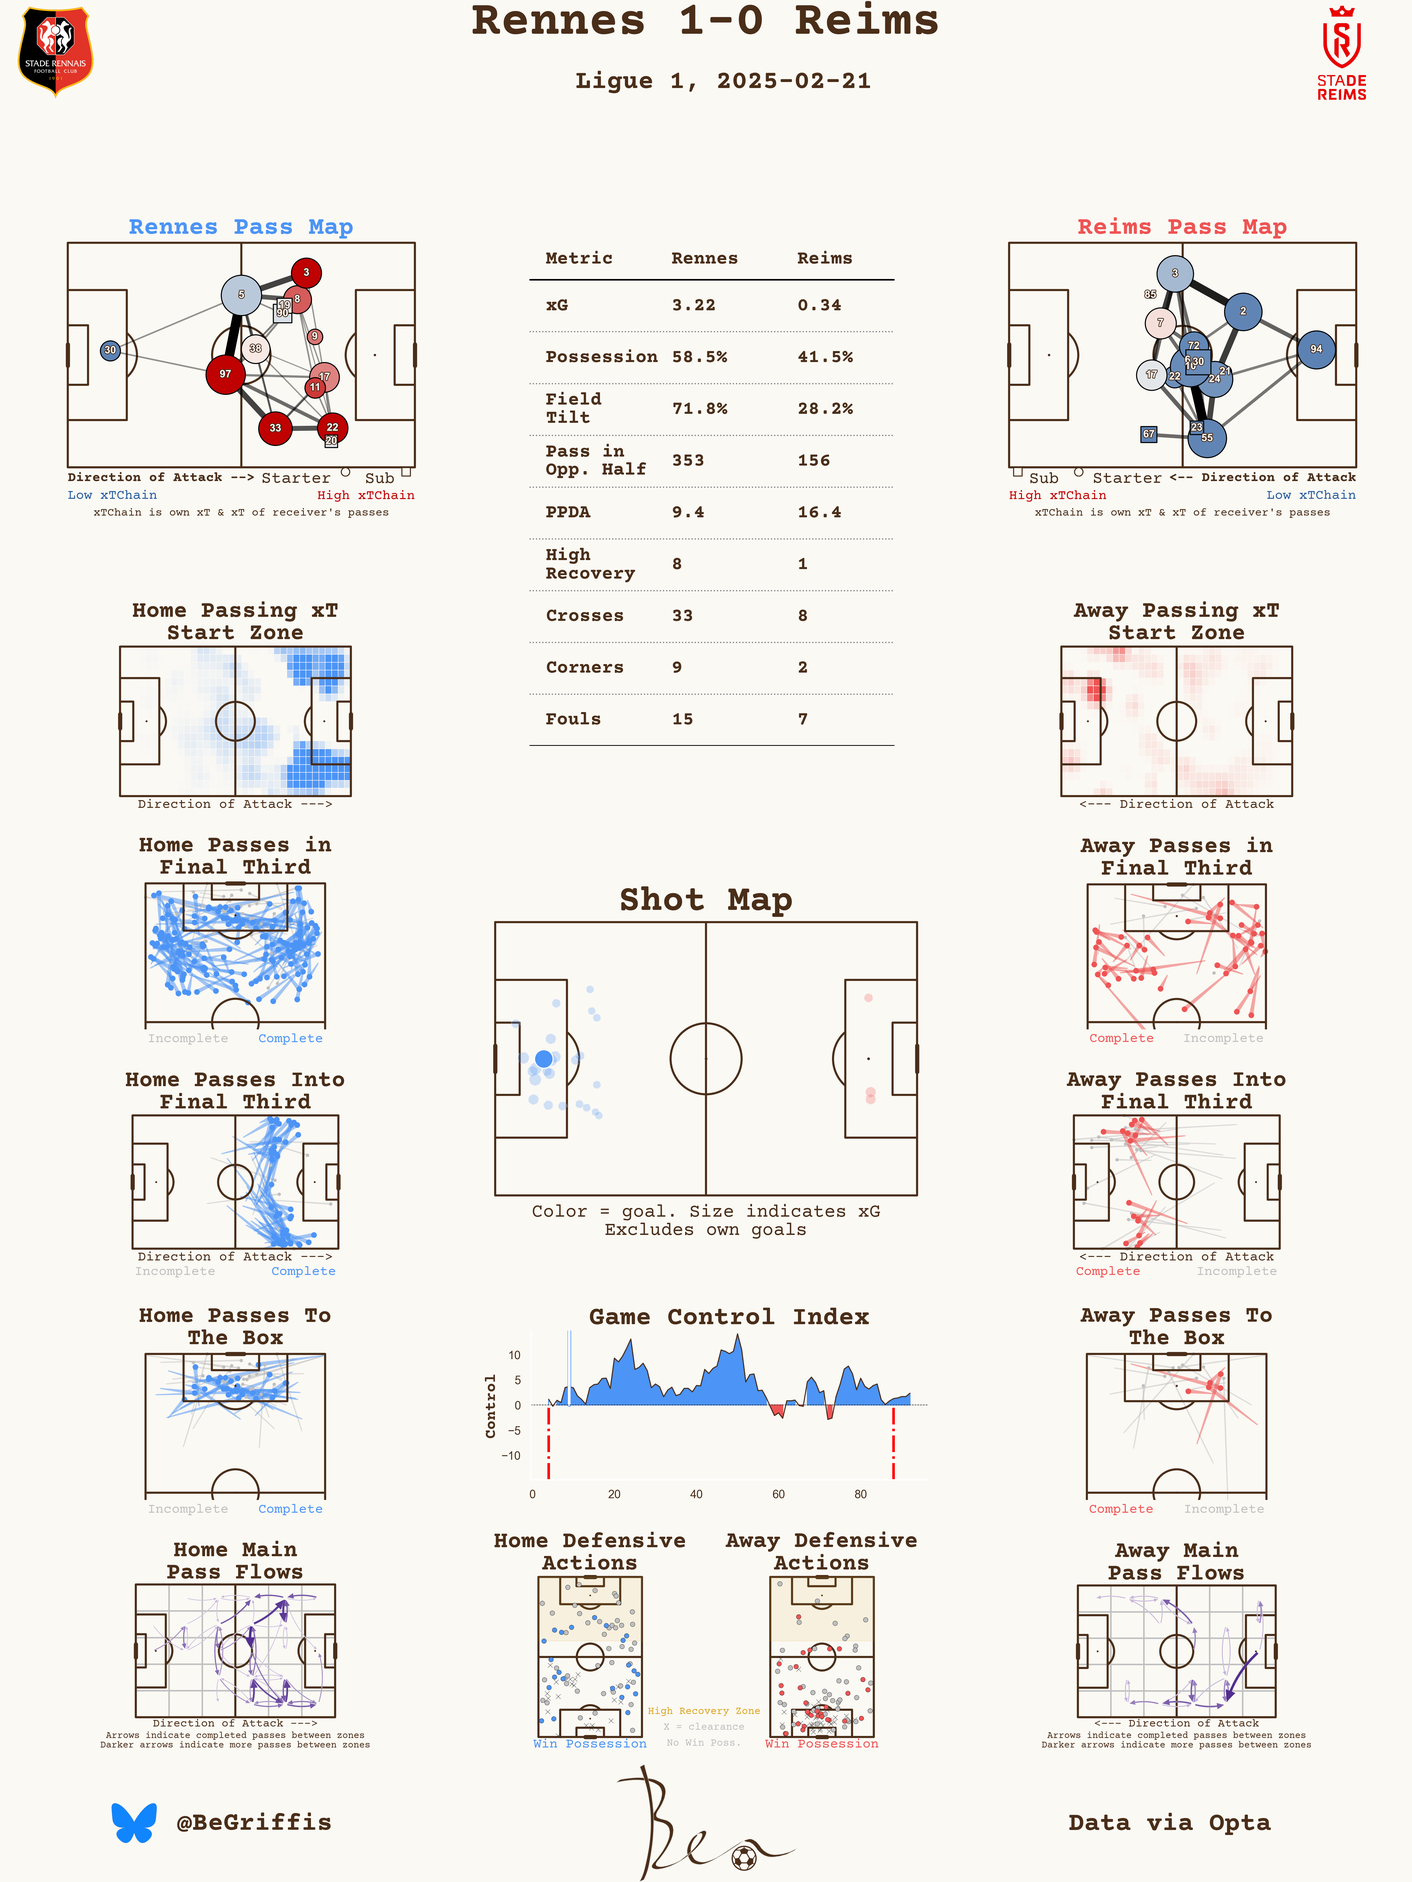 Rennes 1-0 Reims
Ligue 1, 2025-02-21
STADE RENNAIS
FOOTBALL CLUB
1901
STADE
REIMS
Rennes Pass Map
3
5
8
19
90
9
38
30
97
17
11
33
22
20
Direction of Attack --> Starter Sub
Low xTChain High xTChain
xTChain is own xT & xT of receiver's passes
Metric Rennes Reims
xG 3.22 0.34
Possession 58.5% 41.5%
Field
Tilt 71.8% 28.2%
Pass in
Opp. Half 353 156
PPDA 9.4 16.4
High
Recovery 8 1
Crosses 33 8
Corners 9 2
Fouls 15 7
Reims Pass Map
3
85
2
7
72
94
30
17
22
24
21
67
23
55
Sub Starter <-- Direction of Attack
High xTChain Low xTChain
xTChain is own xT & xT of receiver's passes
Home Passing xT
Start Zone
Direction of Attack --->
Away Passing xT
Start Zone
<--- Direction of Attack
Home Passes in
Final Third
Incomplete Complete
Away Passes in
Final Third
Complete Incomplete
Shot Map
Color = goal. Size indicates xG
Excludes own goals
Home Passes Into
Final Third
Direction of Attack --->
Incomplete Complete
Away Passes Into
Final Third
<--- Direction of Attack
Complete Incomplete
Home Passes To
The Box
Incomplete Complete
Game Control Index
Control
10
5
0
−5
−10
0 20 40 60 80
Away Passes To
The Box
Complete Incomplete
Home Main
Pass Flows
Direction of Attack --->
Arrows indicate completed passes between zones
Darker arrows indicate more passes between zones
Home Defensive
Actions
Win Possession
Away Defensive
Actions
Win Possession
High Recovery Zone
X = clearance
No Win Poss.
Away Main
Pass Flows
<--- Direction of Attack
Arrows indicate completed passes between zones
Darker arrows indicate more passes between zones
@BeGriffis
Ben
Data via Opta